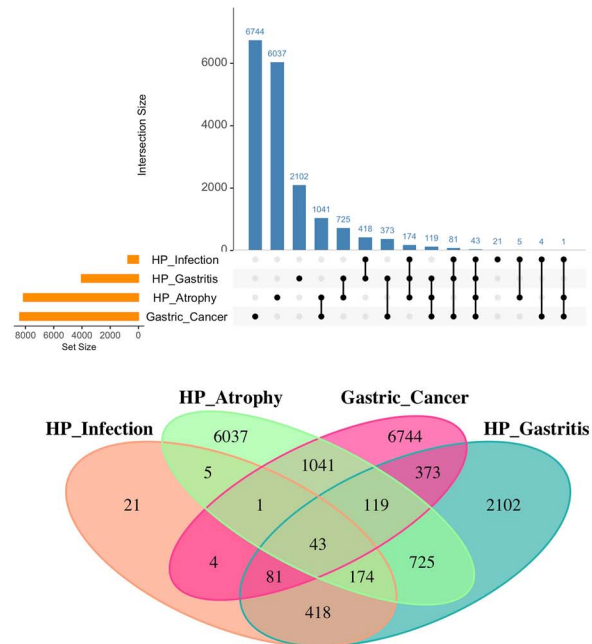 6744
6037
6000
4000
2102
2000
1041
725
418
373
174
119
81
43
21
5
4
1
0
Intersection Size
HP_Infection
HP_Gastritis
HP_Atrophy
Gastric_Cancer
8000 6000 4000 2000 0
Set Size
HP_Atrophy Gastric_Cancer
HP_Infection HP_Gastritis
6037 6744
5 1041 373
21 1 119 2102
43
4 81 174 725
418